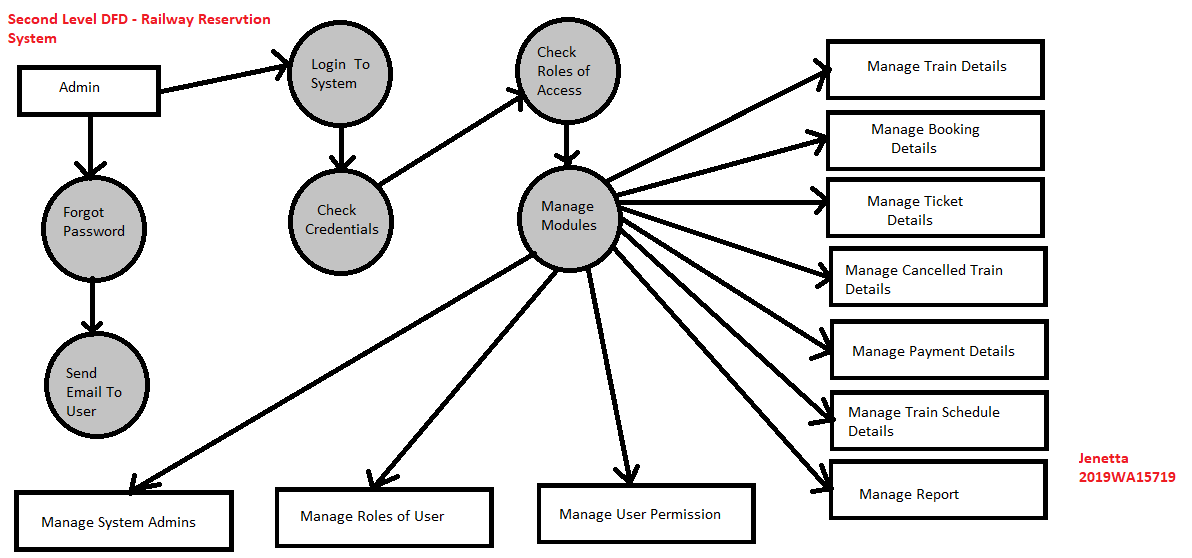 Second Level DFD - Railway Reservtion
System
Admin
Login To
System
Check
Roles of
Access
Forgot
Password
Check
Credentials
Manage
Modules
Send
Email To
User
Manage Train Details
Manage Booking
Details
Manage Ticket
Details
Manage Cancelled Train
Details
Manage Payment Details
Manage Train Schedule
Details
Manage Report
Manage System Admins
Manage Roles of User
Manage User Permission
Jenetta
2019WA15719